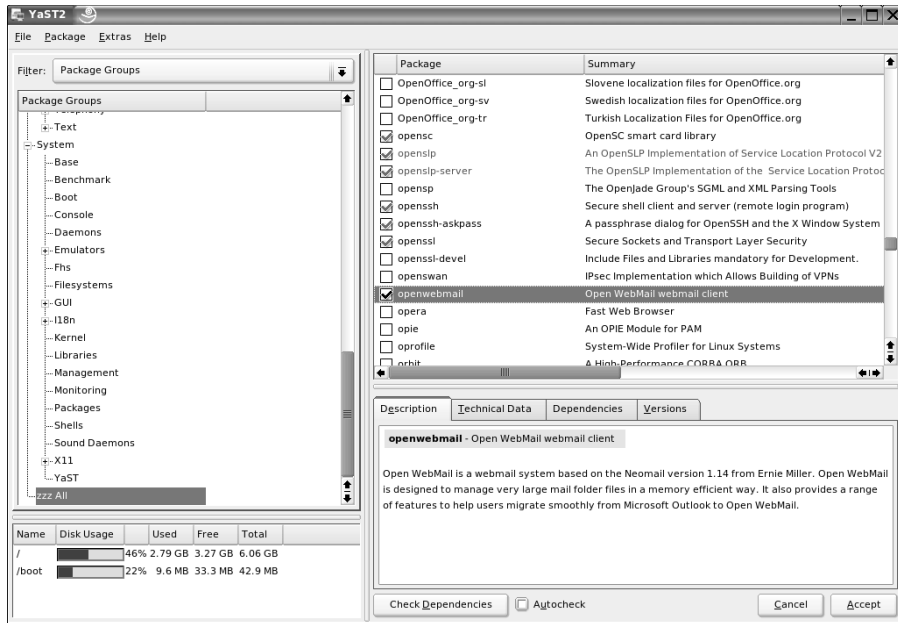 YaST2
File Package Extras Help
Filter: Package Groups
Package Groups
Telephony
Text
System
Base
Benchmark
Boot
Console
Daemons
Emulators
Fhs
Filesystems
GUI
I18n
Kernel
Libraries
Management
Monitoring
Packages
Shells
Sound Daemons
X11
YaST
zzz All
Name Disk Usage Used Free Total
/ 46% 2.79 GB 3.27 GB 6.06 GB
/boot 22% 9.6 MB 33.3 MB 42.9 MB
Package Summary
OpenOffice_org-sl Slovene localization files for OpenOffice.org
OpenOffice_org-sv Swedish localization files for OpenOffice.org
OpenOffice_org-tr Turkish Localization Files for OpenOffice.org
opensc OpenSC smart card library
openslp An OpenSLP Implementation of Service Location Protocol V2
openslp-server The OpenSLP Implementation of the Service Location Protoc
opensp The OpenJade Group's SGML and XML Parsing Tools
openssh Secure shell client and server (remote login program)
openssh-askpass A passphrase dialog for OpenSSH and the X Window System
openssl Secure Sockets and Transport Layer Security
openssl-devel Include Files and Libraries mandatory for Development.
openswan IPsec Implementation which Allows Building of VPNs
openwebmail Open WebMail webmail client
opera Fast Web Browser
opie An OPIE Module for PAM
oprofile System-Wide Profiler for Linux Systems
orbit A High-Performance CORBA ORB
Description Technical Data Dependencies Versions
openwebmail - Open WebMail webmail client
Open WebMail is a webmail system based on the Neomail version 1.14 from Ernie Miller. Open WebMail
is designed to manage very large mail folder files in a memory efficient way. It also provides a range
of features to help users migrate smoothly from Microsoft Outlook to Open WebMail.
Check Dependencies Autocheck Cancel Accept